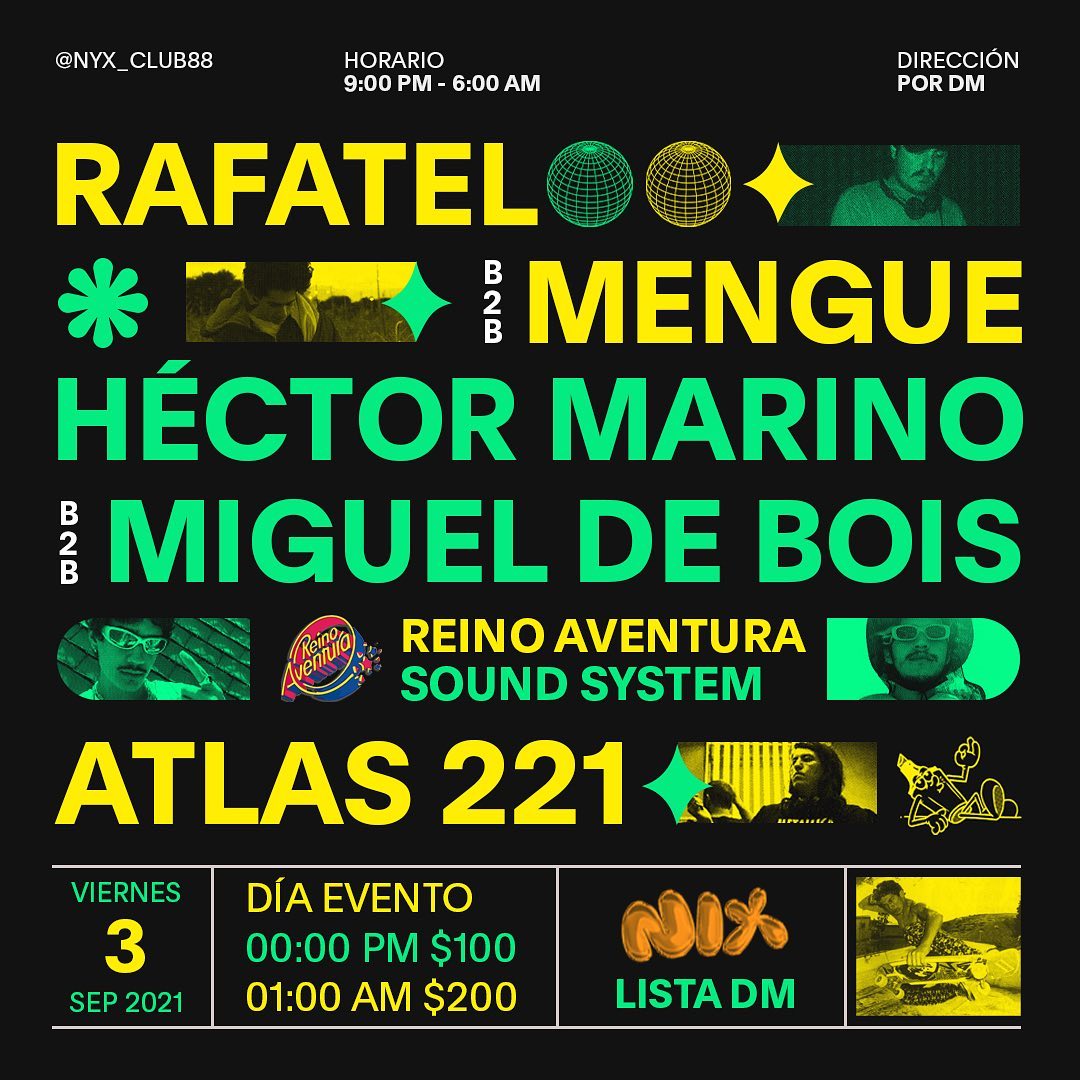 @NYX_CLUB88
HORARIO
9:00 PM - 6:00 AM
DIRECCIÓN
POR DM
RAFATEL
B2B MENGUE
HÉCTOR MARINO
B2B MIGUEL DE BOIS
Reino
Aventura
REINO AVENTURA
SOUND SYSTEM
ATLAS 221
METALLICA
VIERNES
3
SEP 2021
DÍA EVENTO
00:00 PM $100
01:00 AM $200
NIX
LISTA DM